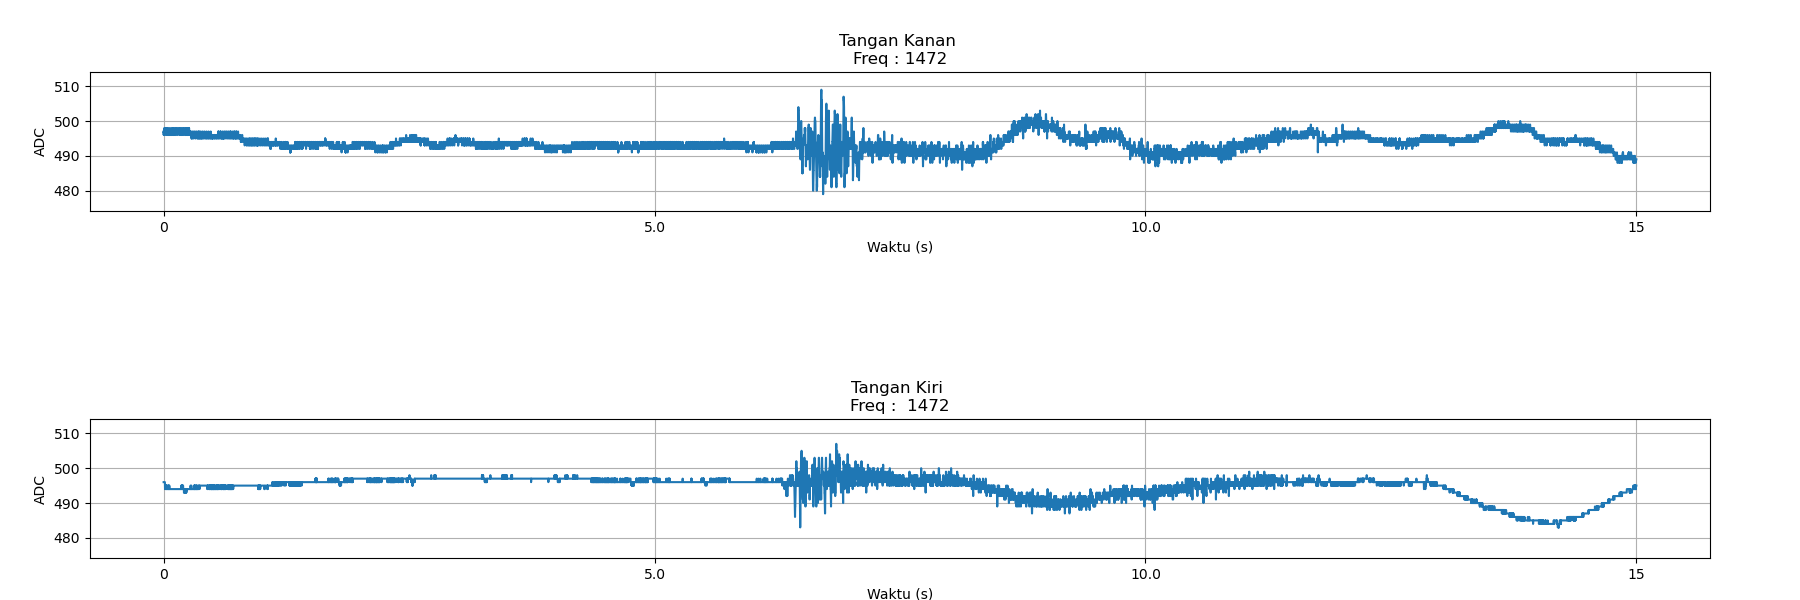 Tangan Kanan
Freq : 1472
510
500
490
480
ADC
0 5.0 10.0 15
Waktu (s)
Tangan Kiri
Freq :  1472
510
500
490
480
ADC
0 5.0 10.0 15
Waktu (s)